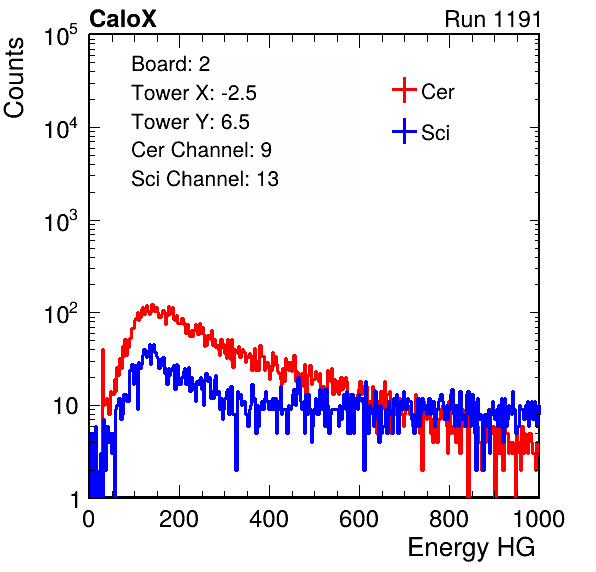 CaloX Run 1191
Counts
10^5
10^4
10^3
10^2
10
1
Board: 2
Tower X: -2.5
Tower Y: 6.5
Cer Channel: 9
Sci Channel: 13
Cer
Sci
0 200 400 600 800 1000
Energy HG